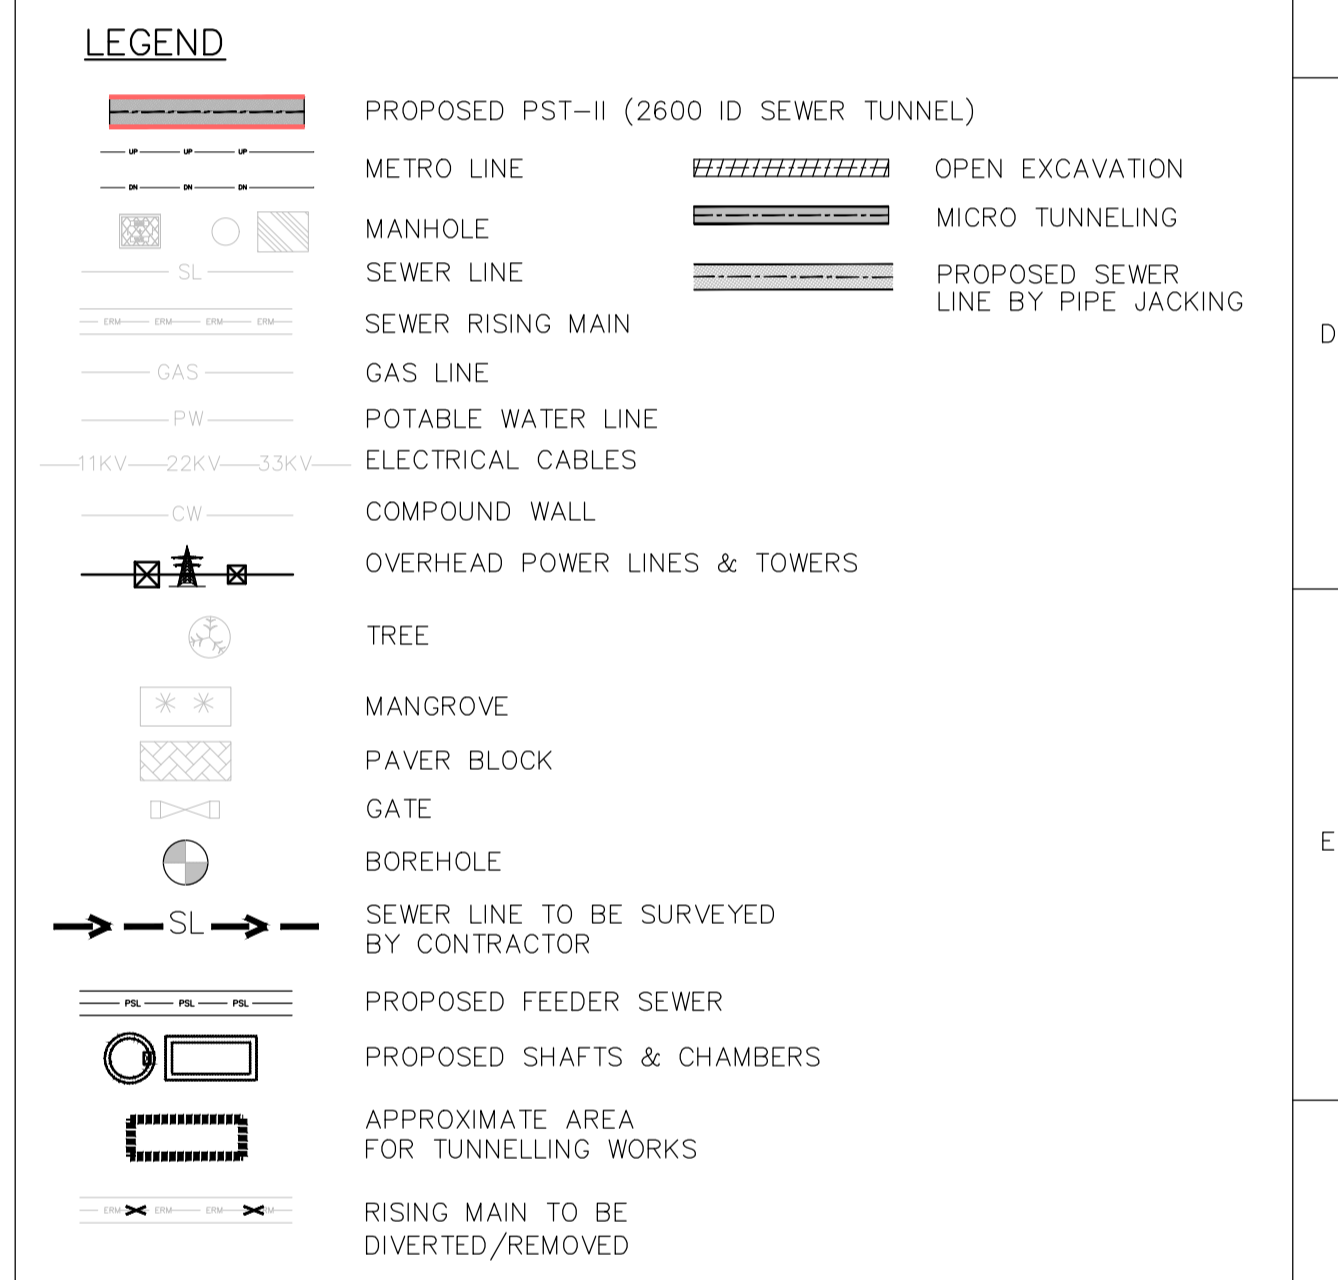 LEGEND
PROPOSED PST-II (2600 ID SEWER TUNNEL)
UP UP UP
DN DN DN
METRO LINE
OPEN EXCAVATION
MANHOLE
MICRO TUNNELING
SL
SEWER LINE
PROPOSED SEWER
LINE BY PIPE JACKING
ERM ERM ERM ERM
SEWER RISING MAIN
D
GAS
GAS LINE
PW
POTABLE WATER LINE
11KV 22KV 33KV
ELECTRICAL CABLES
CW
COMPOUND WALL
OVERHEAD POWER LINES & TOWERS
TREE
MANGROVE
PAVER BLOCK
GATE
E
BOREHOLE
SL
SEWER LINE TO BE SURVEYED
BY CONTRACTOR
PSL PSL PSL
PROPOSED FEEDER SEWER
PROPOSED SHAFTS & CHAMBERS
APPROXIMATE AREA
FOR TUNNELLING WORKS
ERM ERM ERM
RISING MAIN TO BE
DIVERTED/REMOVED